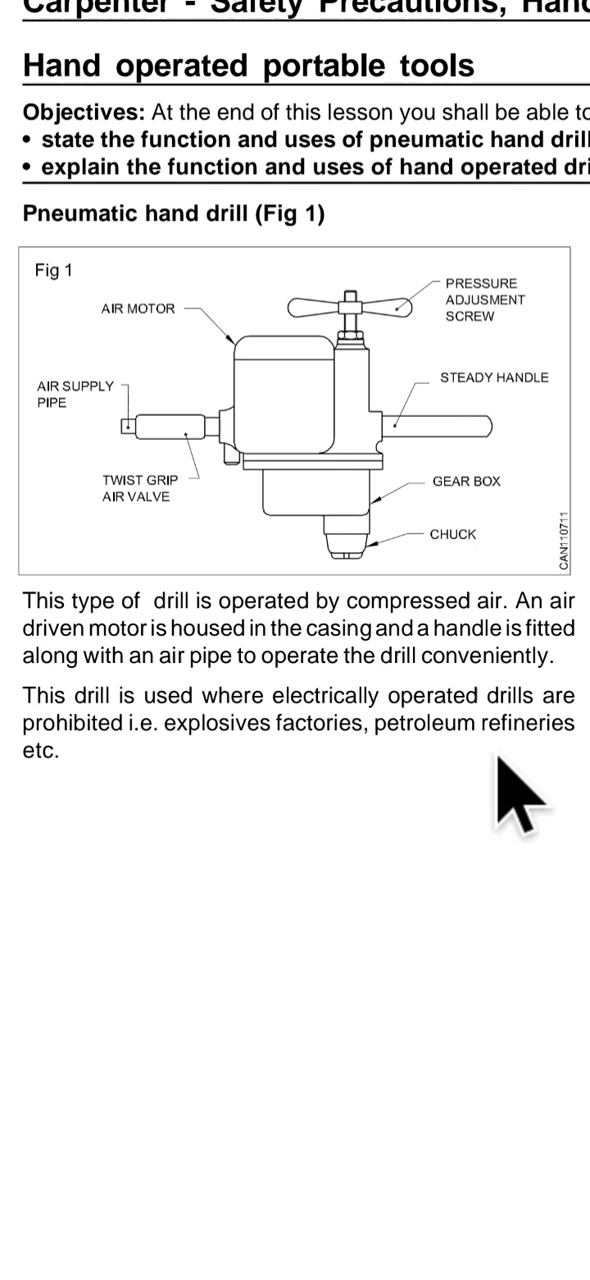 Carpenter - Safety Precautions, Hand
Hand operated portable tools
Objectives: At the end of this lesson you shall be able to
• state the function and uses of pneumatic hand drill
• explain the function and uses of hand operated dri
Pneumatic hand drill (Fig 1)
Fig 1
AIR MOTOR
PRESSURE
ADJUSMENT
SCREW
AIR SUPPLY
PIPE
STEADY HANDLE
TWIST GRIP
AIR VALVE
GEAR BOX
CHUCK
CAN110711
This type of drill is operated by compressed air. An air
driven motor is housed in the casing and a handle is fitted
along with an air pipe to operate the drill conveniently.
This drill is used where electrically operated drills are
prohibited i.e. explosives factories, petroleum refineries
etc.